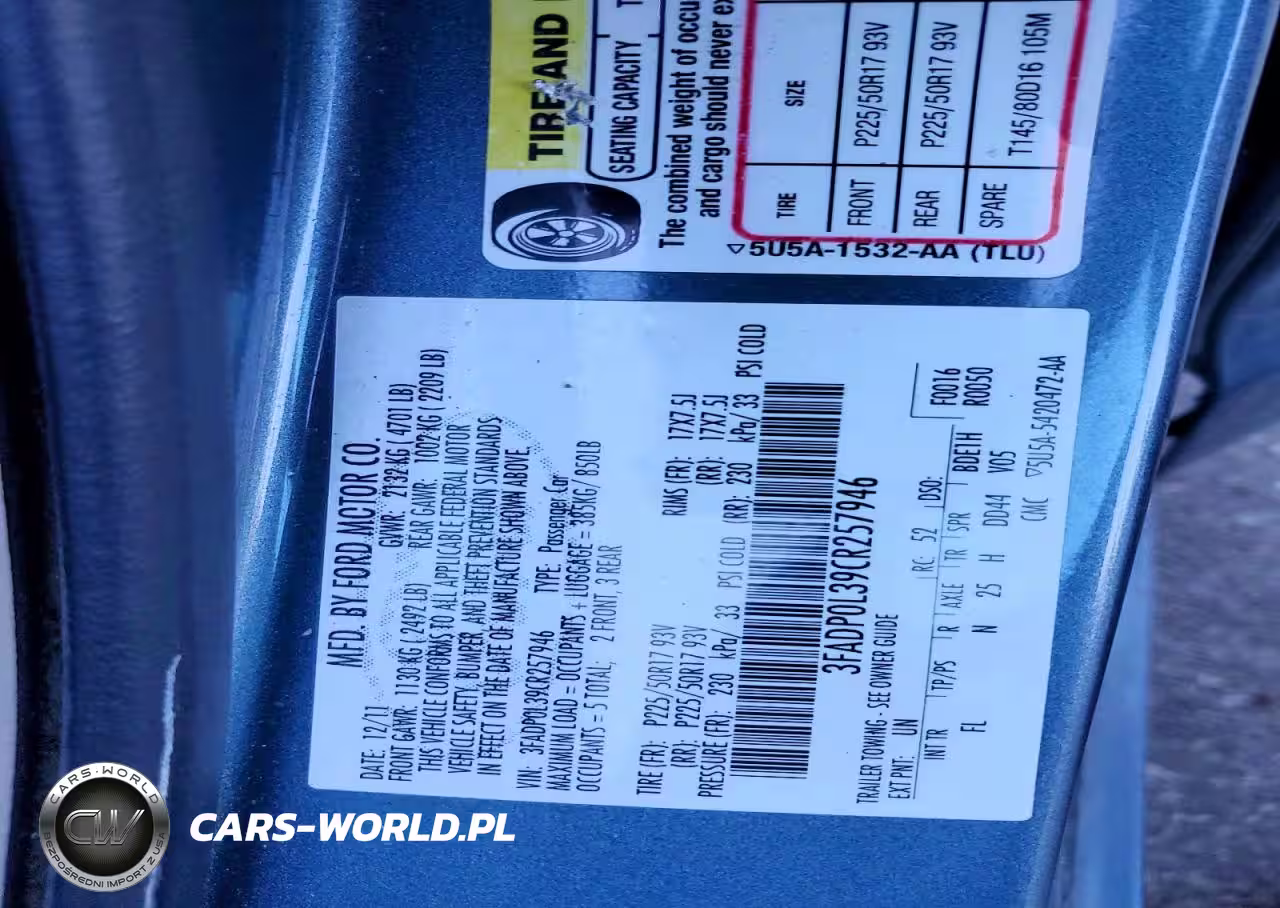 TIRE AND
SEATING CAPACITY
The combined weight of occu
and cargo should never ex
TIRE SIZE
FRONT P225/50R17 93V
REAR P225/50R17 93V
SPARE T145/80D16 105M
5U5A-1532-AA (TLU)
MFD. BY FORD MOTOR CO.
DATE: 12/11 GVWR: 2132 KG ( 4701 LB)
FRONT GAWR: 1130 KG ( 2492 LB) REAR GAWR: 1002 KG ( 2209 LB)
THIS VEHICLE CONFORMS TO ALL APPLICABLE FEDERAL MOTOR
VEHICLE SAFETY, BUMPER, AND THEFT PREVENTION STANDARDS
IN EFFECT ON THE DATE OF MANUFACTURE SHOWN ABOVE.
VIN: 3FADP0L39CR257946 TYPE: Passenger Car
MAXIMUM LOAD = OCCUPANTS + LUGGAGE = 385KG/ 850LB
OCCUPANTS = 5 TOTAL; 2 FRONT, 3 REAR
TIRE (FR): P225/50R17 93V RIMS (FR): 17X7.5J
(RR): P225/50R17 93V (RR): 17X7.5J
PRESSURE (FR): 230 kPa/ 33 PSI COLD (RR): 230 kPa/ 33 PSI COLD
3FADP0L39CR257946
TRAILER TOWING - SEE OWNER GUIDE
EXT PNT: UN RC: 52 DSO: F0016
INT TR TP/PS R AXLE TR SPR BDEH R0050
FL N 25 H DD44 V05
CMC 5U5A-5420472-AA
CARS-WORLD
CW
BEZPOŚREDNI IMPORT Z USA
CARS-WORLD.PL